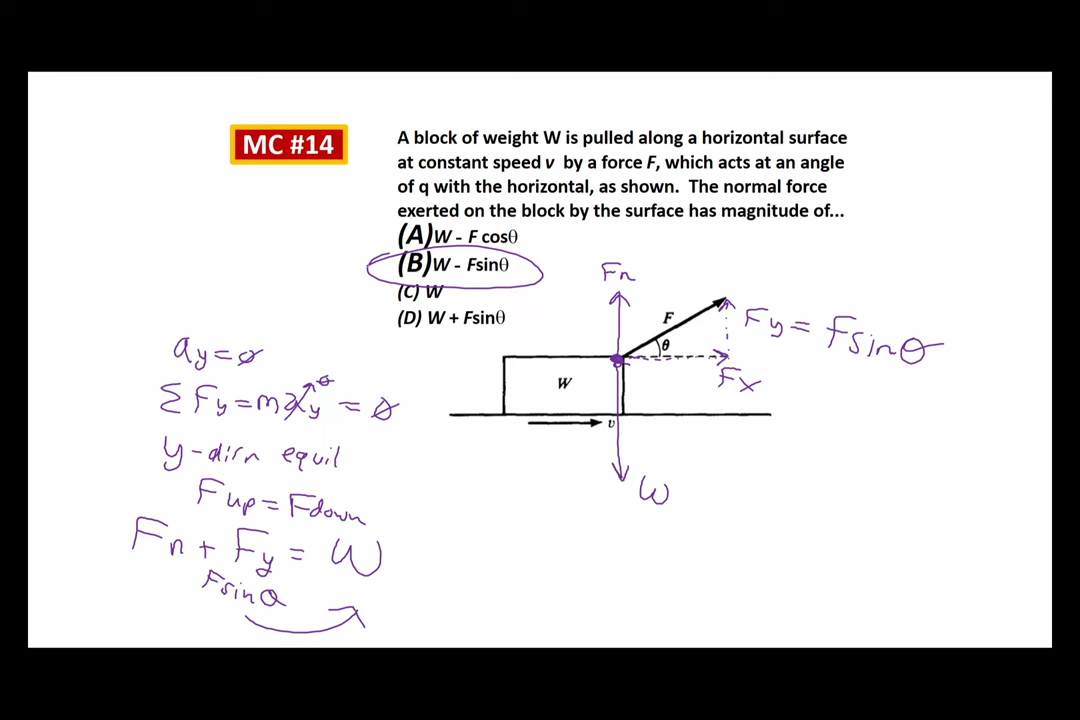 MC #14
A block of weight W is pulled along a horizontal surface
at constant speed v by a force F, which acts at an angle
of q with the horizontal, as shown. The normal force
exerted on the block by the surface has magnitude of...
(A) W - F cosθ
(B) W - Fsinθ
(C) W
(D) W + Fsinθ
Fn
F
θ
Fy = Fsinθ
Fx
W
v
W
ay = 0
Σ Fy = may = 0
0
y-dirn equil
Fup = Fdown
Fn + Fy = W
Fsinθ